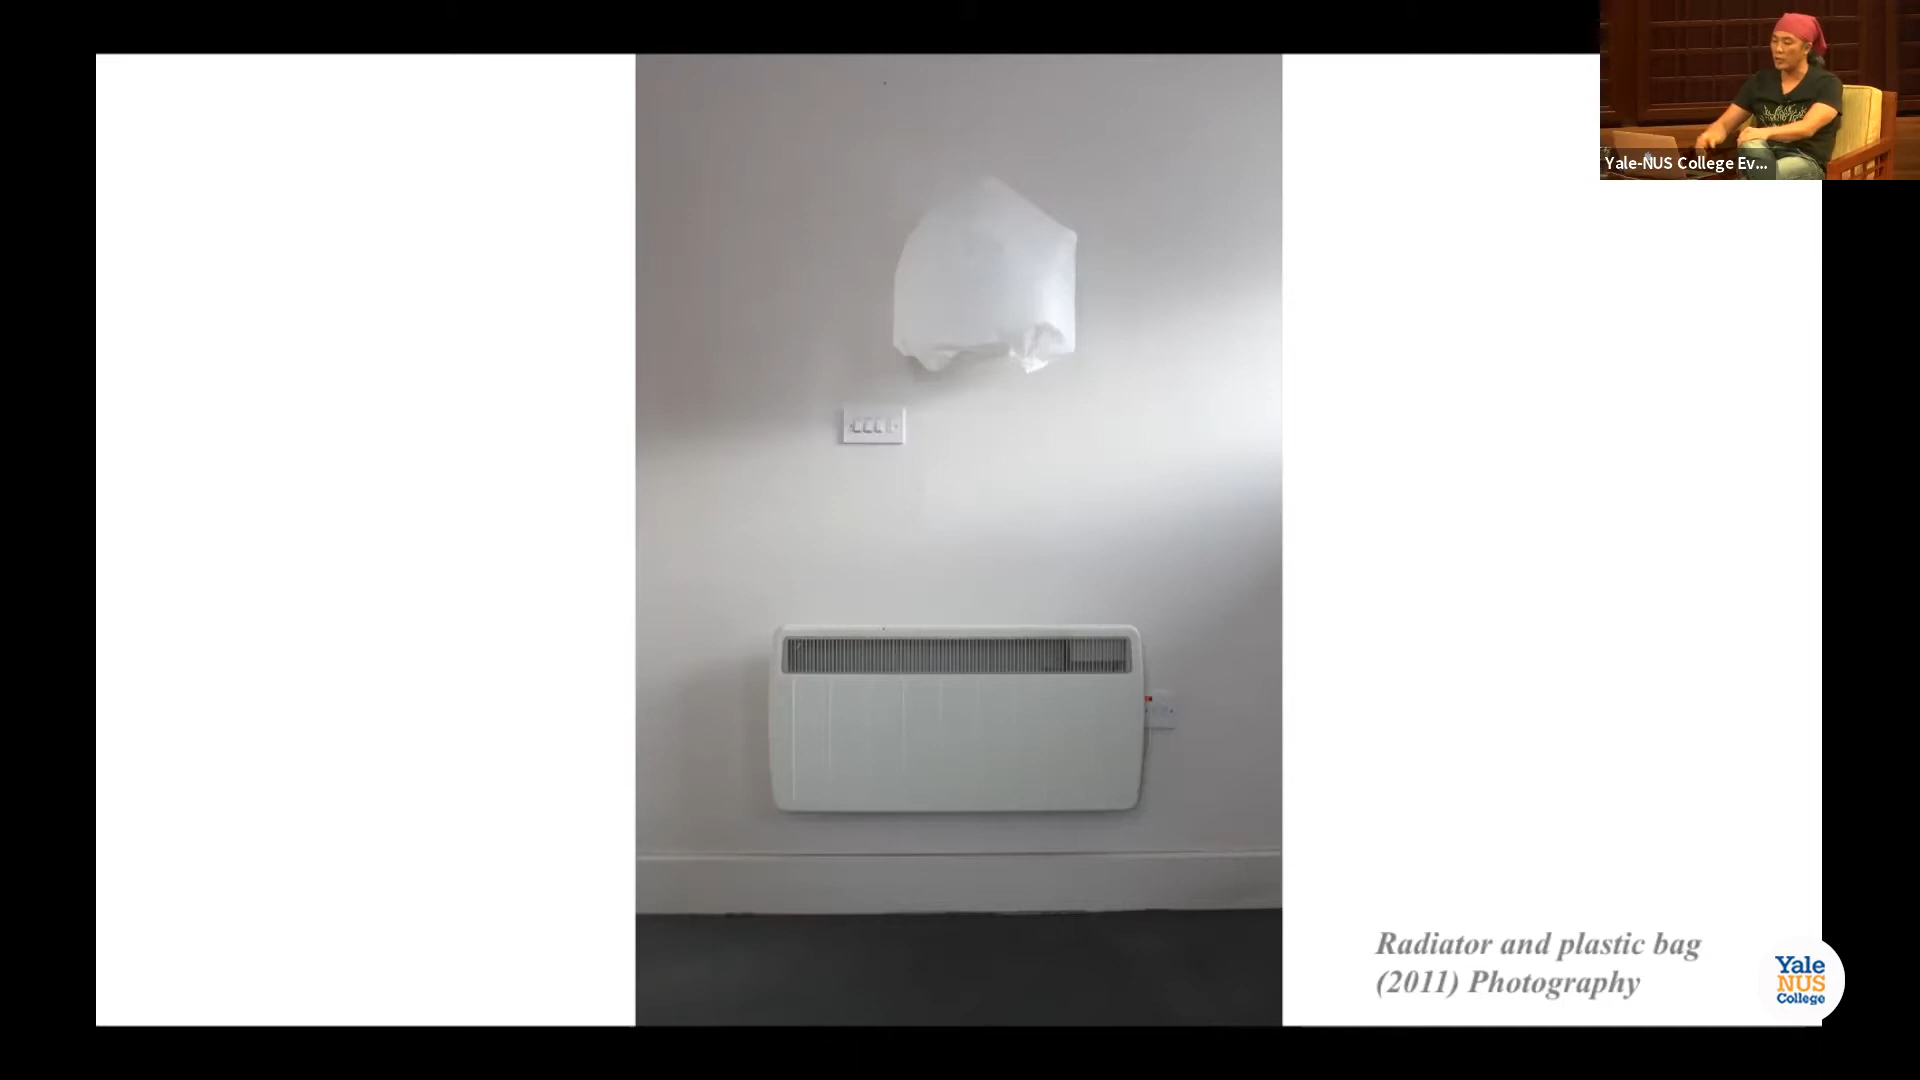 Yale-NUS College Ev...
Radiator and plastic bag
(2011) Photography
Yale
NUS
College